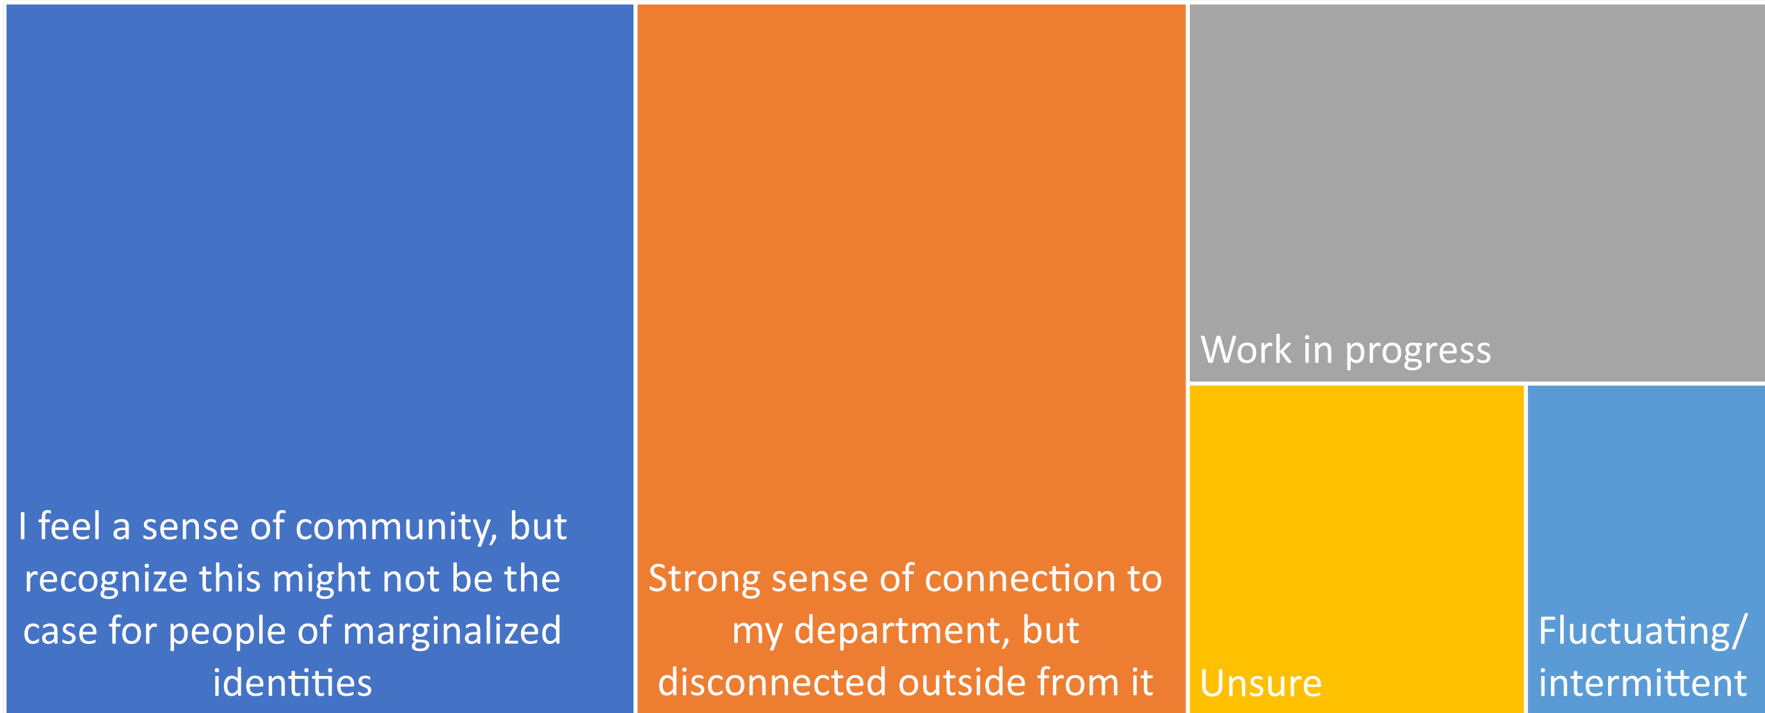 I feel a sense of community, but
recognize this might not be the
case for people of marginalized
identities
Strong sense of connection to
my department, but
disconnected outside from it
Work in progress
Unsure
Fluctuating/
intermittent